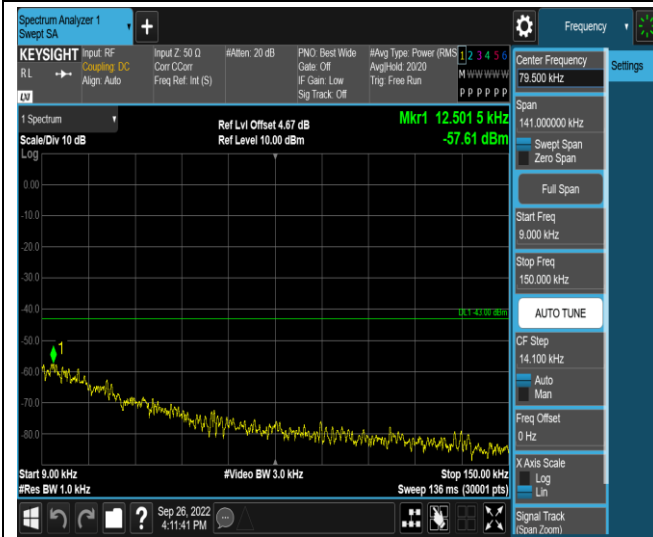 Spectrum Analyzer 1
Swept SA
Frequency
KEYSIGHT
RL
LXI
Input: RF
Coupling: DC
Align: Auto
Input Z: 50 Ω
Corr CCorr
Freq Ref: Int (S)
#Atten: 20 dB
PNO: Best Wide
Gate: Off
IF Gain: Low
Sig Track: Off
#Avg Type: Power (RMS
Avg|Hold: 20/20
Trig: Free Run
1 2 3 4 5 6
M W W W W W
P P P P P P
Center Frequency
79.500 kHz
Settings
Span
141.000000 kHz
Swept Span
Zero Span
Full Span
Start Freq
9.000 kHz
Stop Freq
150.000 kHz
AUTO TUNE
CF Step
14.100 kHz
Auto
Man
Freq Offset
0 Hz
X Axis Scale
Log
Lin
Signal Track
(Span Zoom)
1 Spectrum
Scale/Div 10 dB
Log
Ref Lvl Offset 4.67 dB
Ref Level 10.00 dBm
Mkr1 12.501 5 kHz
-57.61 dBm
0.00
-10.0
-20.0
-30.0
-40.0
DL1 -43.00 dBm
-50.0
1
-60.0
-70.0
-80.0
Start 9.00 kHz
#Video BW 3.0 kHz
Stop 150.00 kHz
#Res BW 1.0 kHz
Sweep 136 ms (30001 pts)
?
Sep 26, 2022
4:11:41 PM